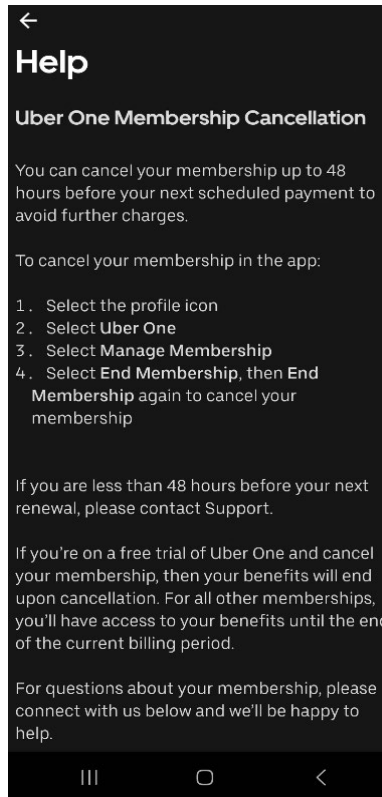 Help
Uber One Membership Cancellation
You can cancel your membership up to 48
hours before your next scheduled payment to
avoid further charges.
To cancel your membership in the app:
1. Select the profile icon
2. Select Uber One
3. Select Manage Membership
4. Select End Membership, then End
Membership again to cancel your
membership
If you are less than 48 hours before your next
renewal, please contact Support.
If you're on a free trial of Uber One and cancel
your membership, then your benefits will end
upon cancellation. For all other memberships,
you'll have access to your benefits until the end
of the current billing period.
For questions about your membership, please
connect with us below and we'll be happy to
help.